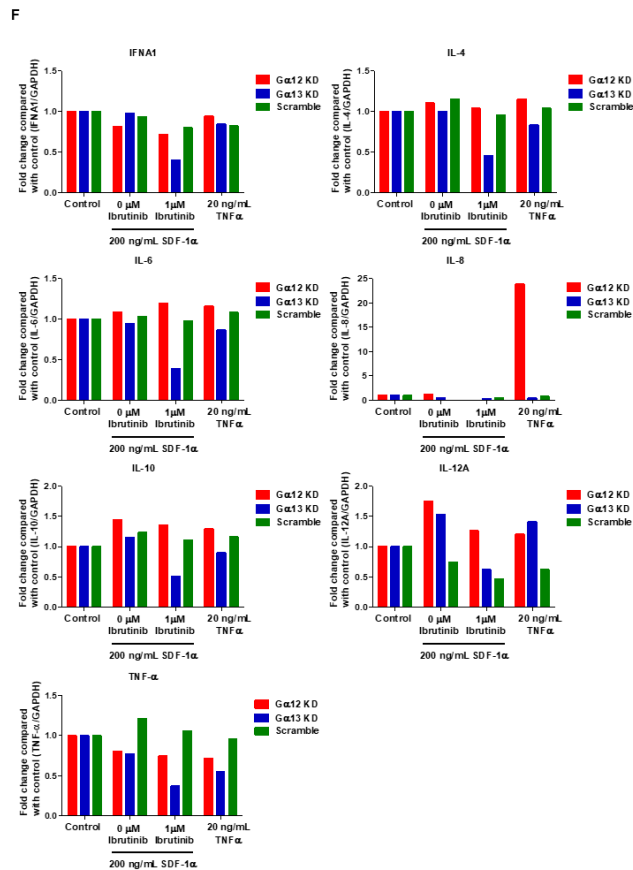 F
IFNA1
Fold change compared
with control (IFNA1/GAPDH)
1.5
1.0
0.5
0.0
Control
0 µM
Ibrutinib
1µM
Ibrutinib
20 ng/mL
TNFα
200 ng/mL SDF-1α
Gα12 KD
Gα13 KD
Scramble
IL-4
Fold change compared
with control (IL-4/GAPDH)
1.5
1.0
0.5
0.0
Control
0 µM
Ibrutinib
1µM
Ibrutinib
20 ng/mL
TNFα
200 ng/mL SDF-1α
Gα12 KD
Gα13 KD
Scramble
IL-6
Fold change compared
with control (IL-6/GAPDH)
1.5
1.0
0.5
0.0
Control
0 µM
Ibrutinib
1µM
Ibrutinib
20 ng/mL
TNFα
200 ng/mL SDF-1α
Gα12 KD
Gα13 KD
Scramble
IL-8
Fold change compared
with control (IL-8/GAPDH)
25
20
15
10
5
0
Control
0 µM
Ibrutinib
1µM
Ibrutinib
20 ng/mL
TNFα
200 ng/mL SDF-1α
Gα12 KD
Gα13 KD
Scramble
IL-10
Fold change compared
with control (IL-10/GAPDH)
2.0
1.5
1.0
0.5
0.0
Control
0 µM
Ibrutinib
1µM
Ibrutinib
20 ng/mL
TNFα
200 ng/mL SDF-1α
Gα12 KD
Gα13 KD
Scramble
IL-12A
Fold change compared
with control (IL-12A/GAPDH)
2.0
1.5
1.0
0.5
0.0
Control
0 µM
Ibrutinib
1µM
Ibrutinib
20 ng/mL
TNFα
200 ng/mL SDF-1α
Gα12 KD
Gα13 KD
Scramble
TNF-α
Fold change compared
with control (TNF-α/GAPDH)
1.5
1.0
0.5
0.0
Control
0 µM
Ibrutinib
1µM
Ibrutinib
20 ng/mL
TNFα
200 ng/mL SDF-1α
Gα12 KD
Gα13 KD
Scramble